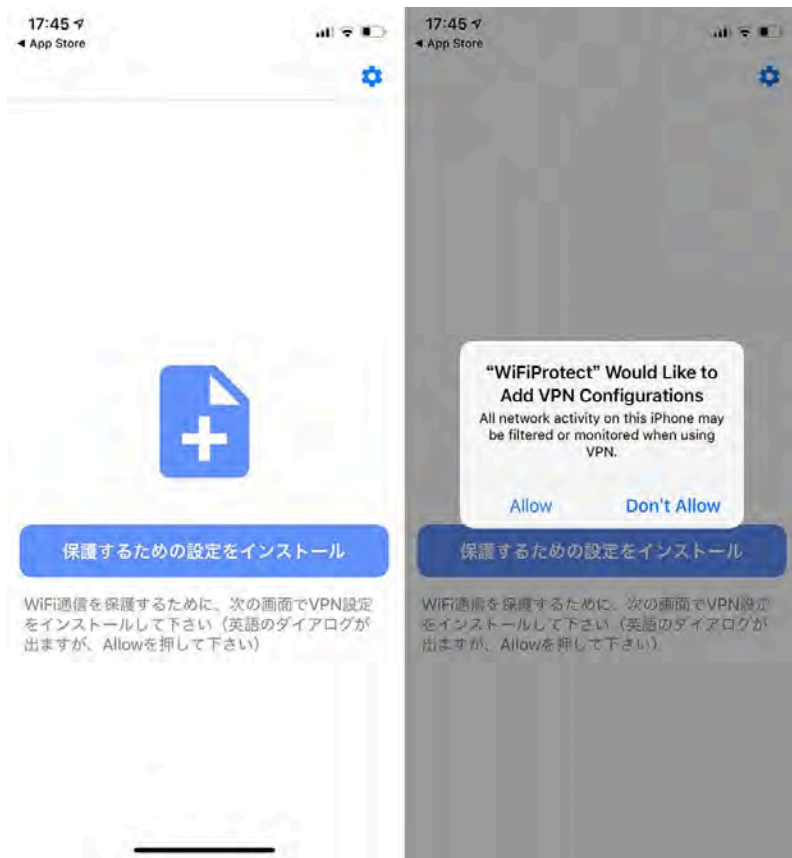 17:45
◀ App Store
保護するための設定をインストール
WiFi通信を保護するために、次の画面でVPN設定
をインストールして下さい（英語のダイアログが
出ますが、Allowを押して下さい）
17:45
◀ App Store
“WiFiProtect” Would Like to
Add VPN Configurations
All network activity on this iPhone may
be filtered or monitored when using
VPN.
Allow
Don't Allow
保護するための設定をインストール
WiFi通信を保護するために、次の画面でVPN設定
をインストールして下さい（英語のダイアログが
出ますが、Allowを押して下さい）